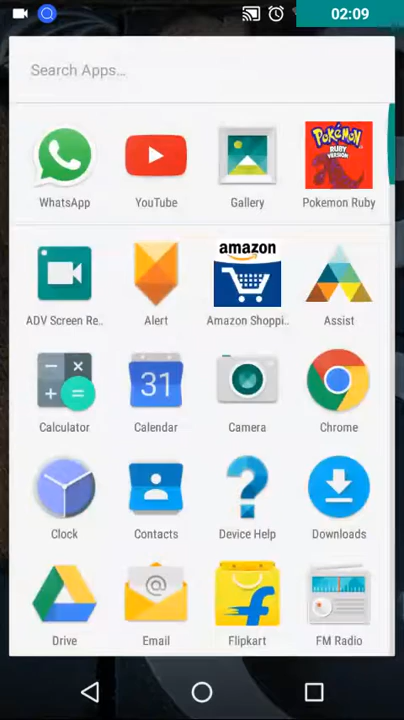 02:09
Search Apps...
POKéMON
RUBY
VERSION
WhatsApp
YouTube
Gallery
Pokemon Ruby
amazon
ADV Screen Re..
Alert
Amazon Shoppi..
Assist
31
Calculator
Calendar
Camera
Chrome
Clock
Contacts
Device Help
Downloads
Drive
Email
Flipkart
FM Radio